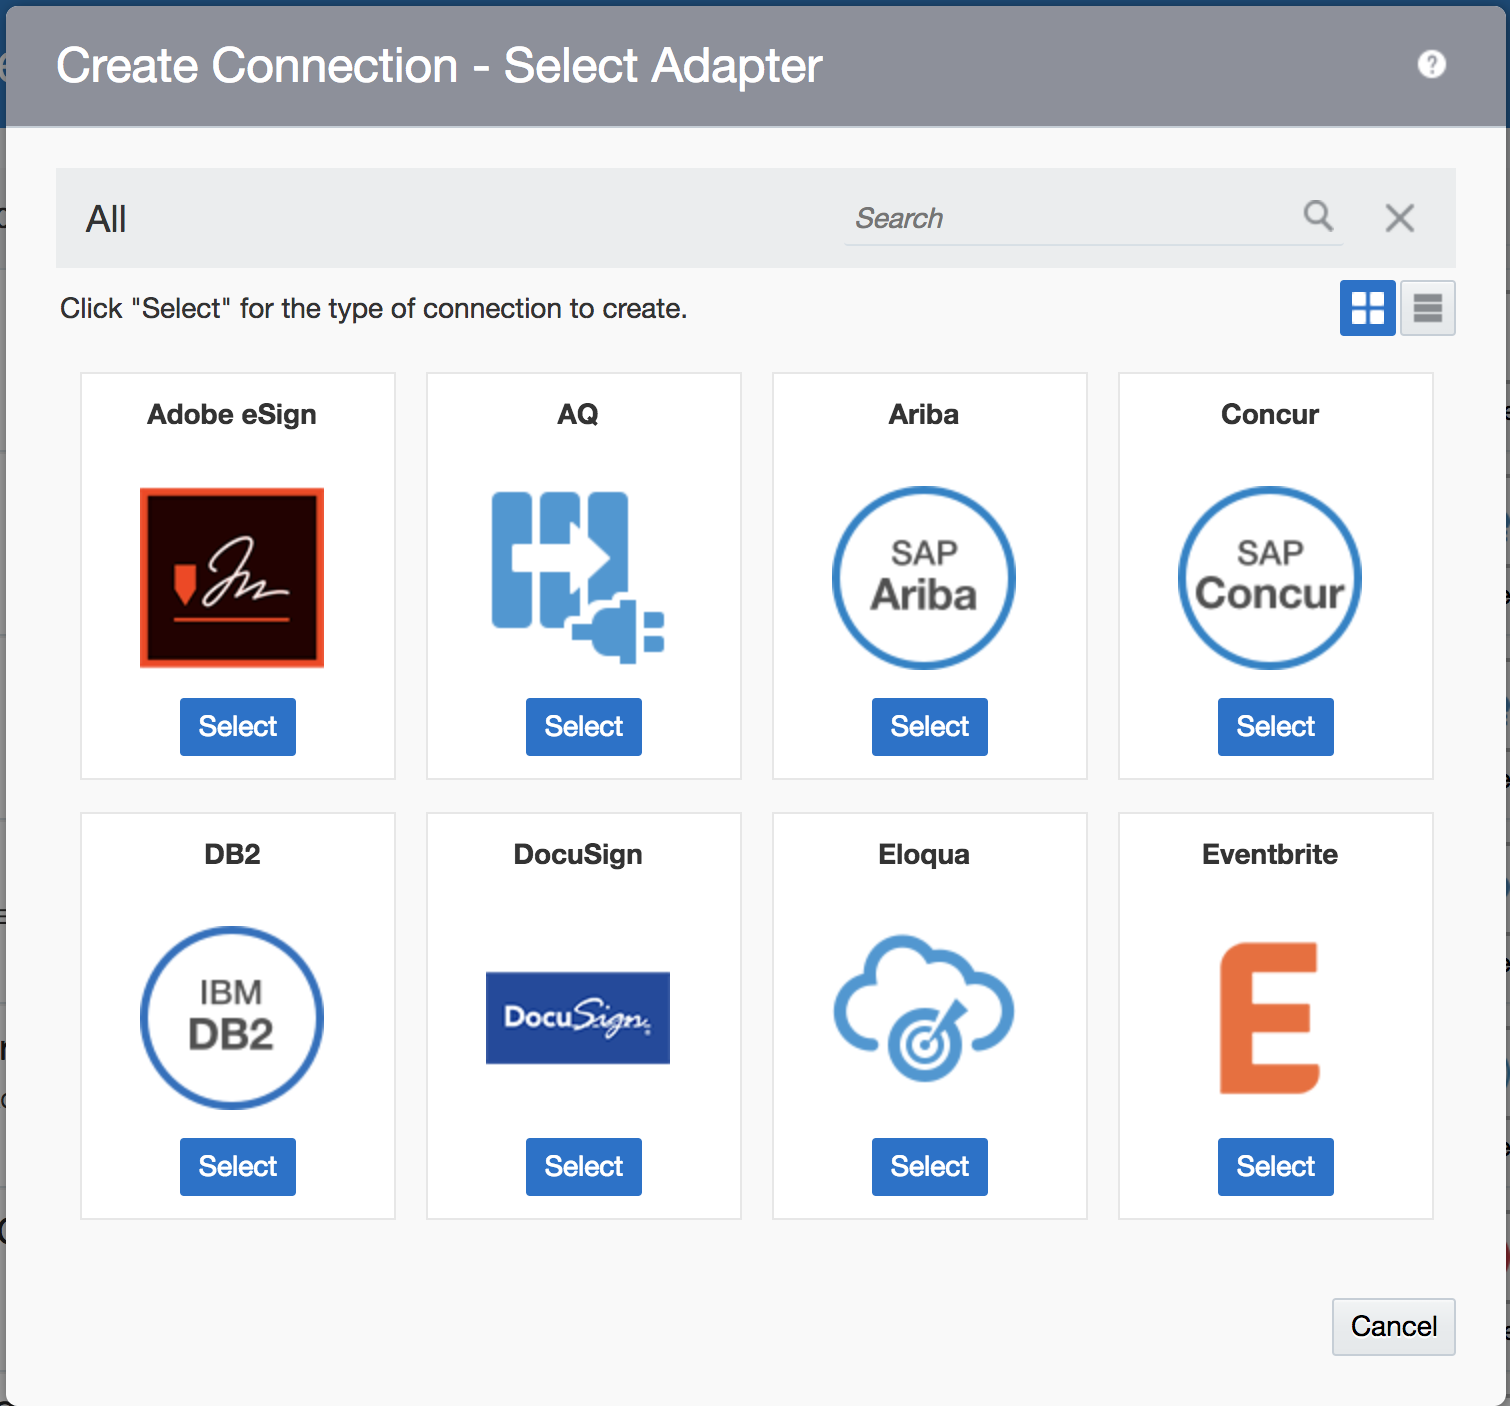 Create Connection - Select Adapter
?
All
Search
Click "Select" for the type of connection to create.
Adobe eSign
AQ
Ariba
Concur
SAP
Ariba
SAP
Concur
Select
Select
Select
Select
DB2
DocuSign
Eloqua
Eventbrite
IBM
DB2
DocuSign
E
Select
Select
Select
Select
Cancel